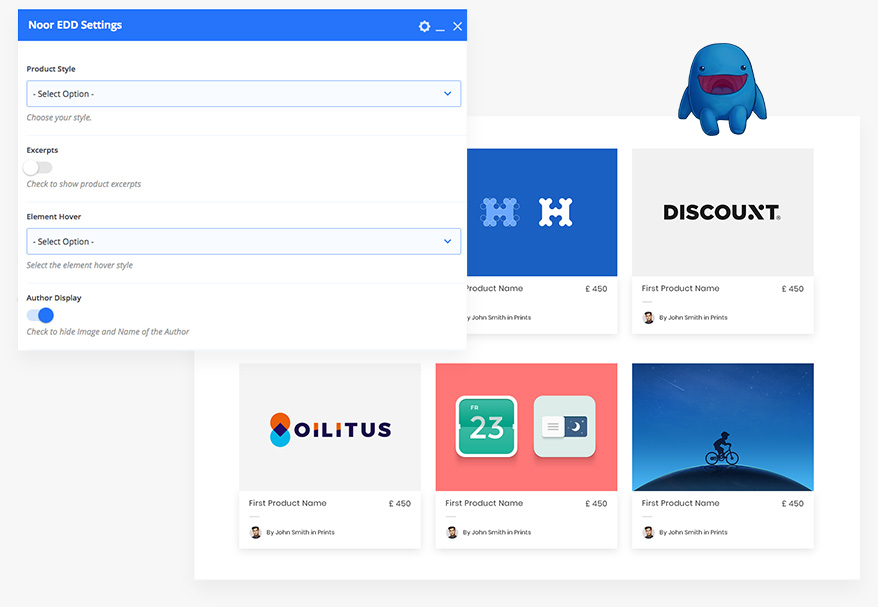 Noor EDD Settings
Product Style
- Select Option -
Choose your style.
Excerpts
Check to show product excerpts
Element Hover
- Select Option -
Select the element hover style
Author Display
Check to hide Image and Name of the Author
DISCOUNT®
Product Name £ 450
y John Smith in Prints
First Product Name £ 450
By John Smith in Prints
OILITUS
FR
23
First Product Name £ 450
By John Smith in Prints
First Product Name £ 450
By John Smith in Prints
First Product Name £ 450
By John Smith in Prints